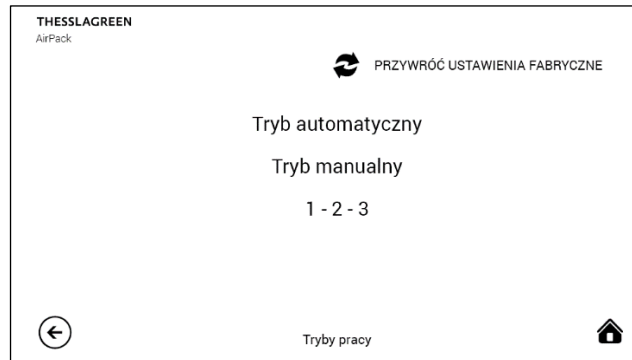 THESSLAGREEN
AirPack
PRZYWRÓĆ USTAWIENIA FABRYCZNE
Tryb automatyczny
Tryb manualny
1 - 2 - 3
Tryby pracy